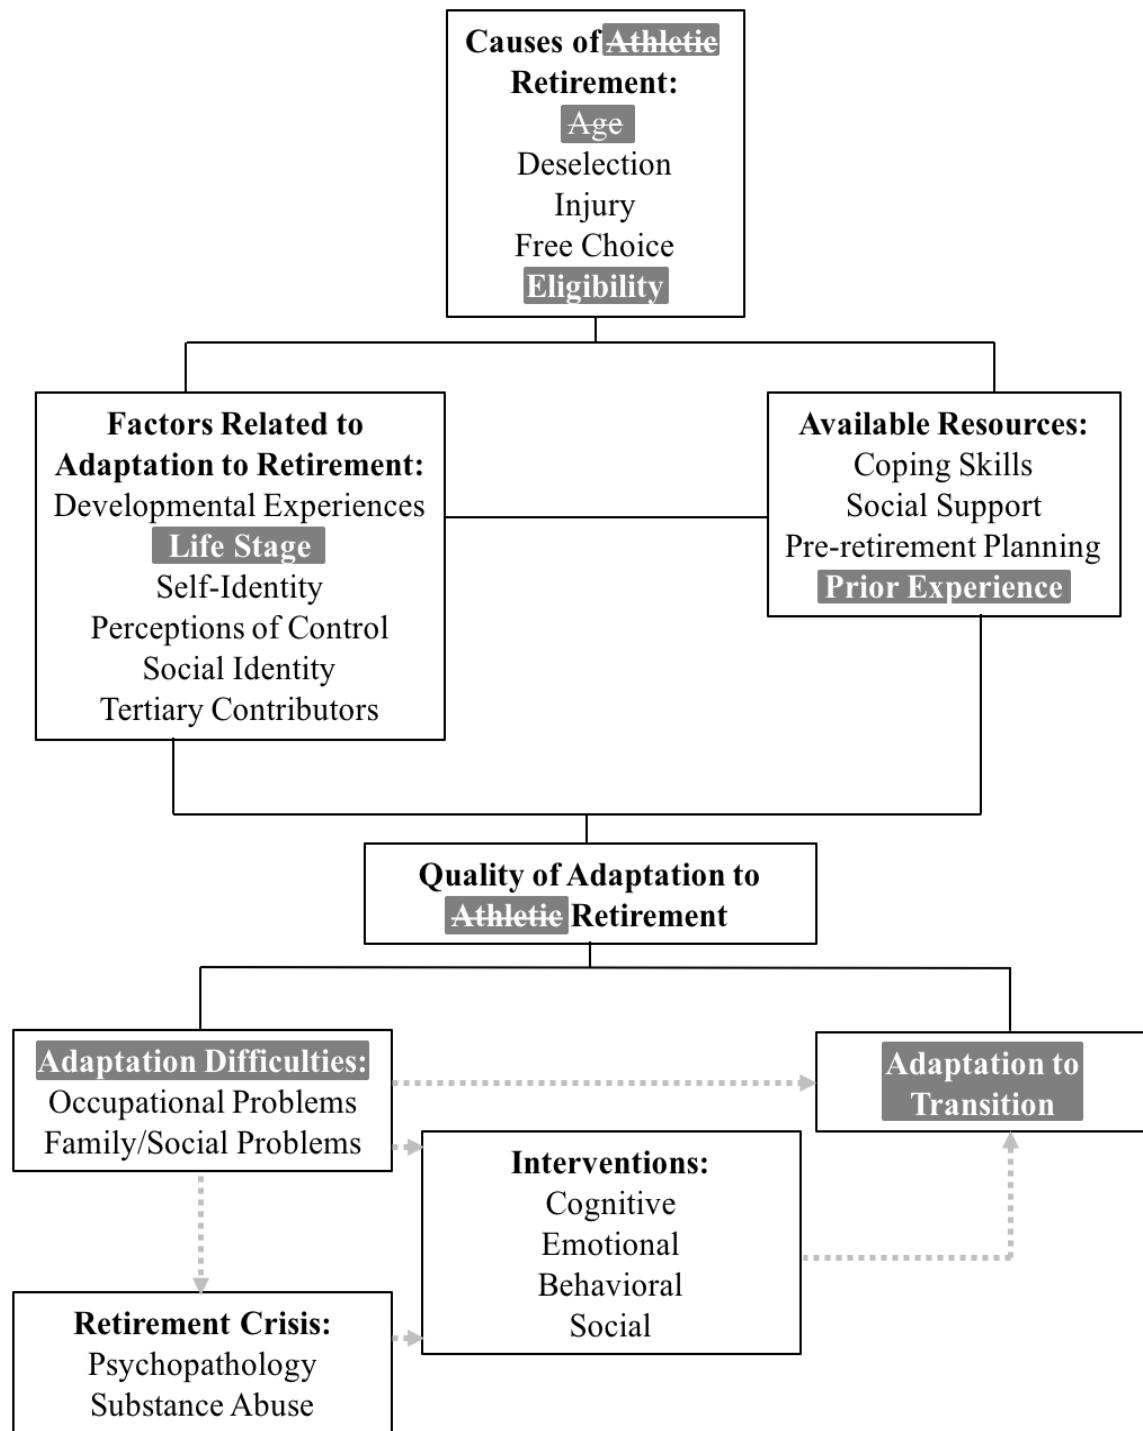 Causes of Athletic
Retirement:
Age
Deselection
Injury
Free Choice
Eligibility
Factors Related to
Adaptation to Retirement:
Developmental Experiences
Life Stage
Self-Identity
Perceptions of Control
Social Identity
Tertiary Contributors
Available Resources:
Coping Skills
Social Support
Pre-retirement Planning
Prior Experience
Quality of Adaptation to
Athletic Retirement
Adaptation Difficulties:
Occupational Problems
Family/Social Problems
Adaptation to
Transition
Interventions:
Cognitive
Emotional
Behavioral
Social
Retirement Crisis:
Psychopathology
Substance Abuse